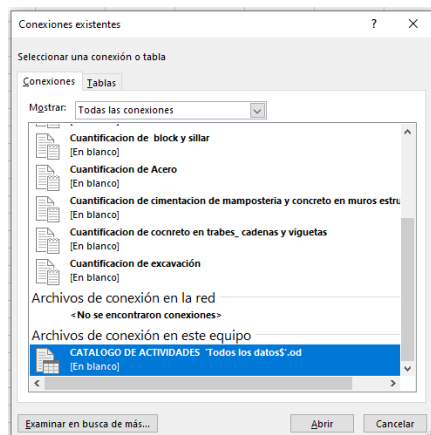 Conexiones existentes ? ×
Seleccionar una conexión o tabla
Conexiones Tablas
Mostrar: Todas las conexiones
[En blanco]
Cuantificacion de block y sillar
[En blanco]
Cuantificacion de Acero
[En blanco]
Cuantificacion de cimentacion de mamposteria y concreto en muros estru
[En blanco]
Cuantificacion de cocnreto en trabes_ cadenas y viguetas
[En blanco]
Cuantificacion de excavación
[En blanco]
Archivos de conexión en la red
<No se encontraron conexiones>
Archivos de conexión en este equipo
CATALOGO DE ACTIVIDADES 'Todos los datos$'.od
[En blanco]
Examinar en busca de más... Abrir Cancelar